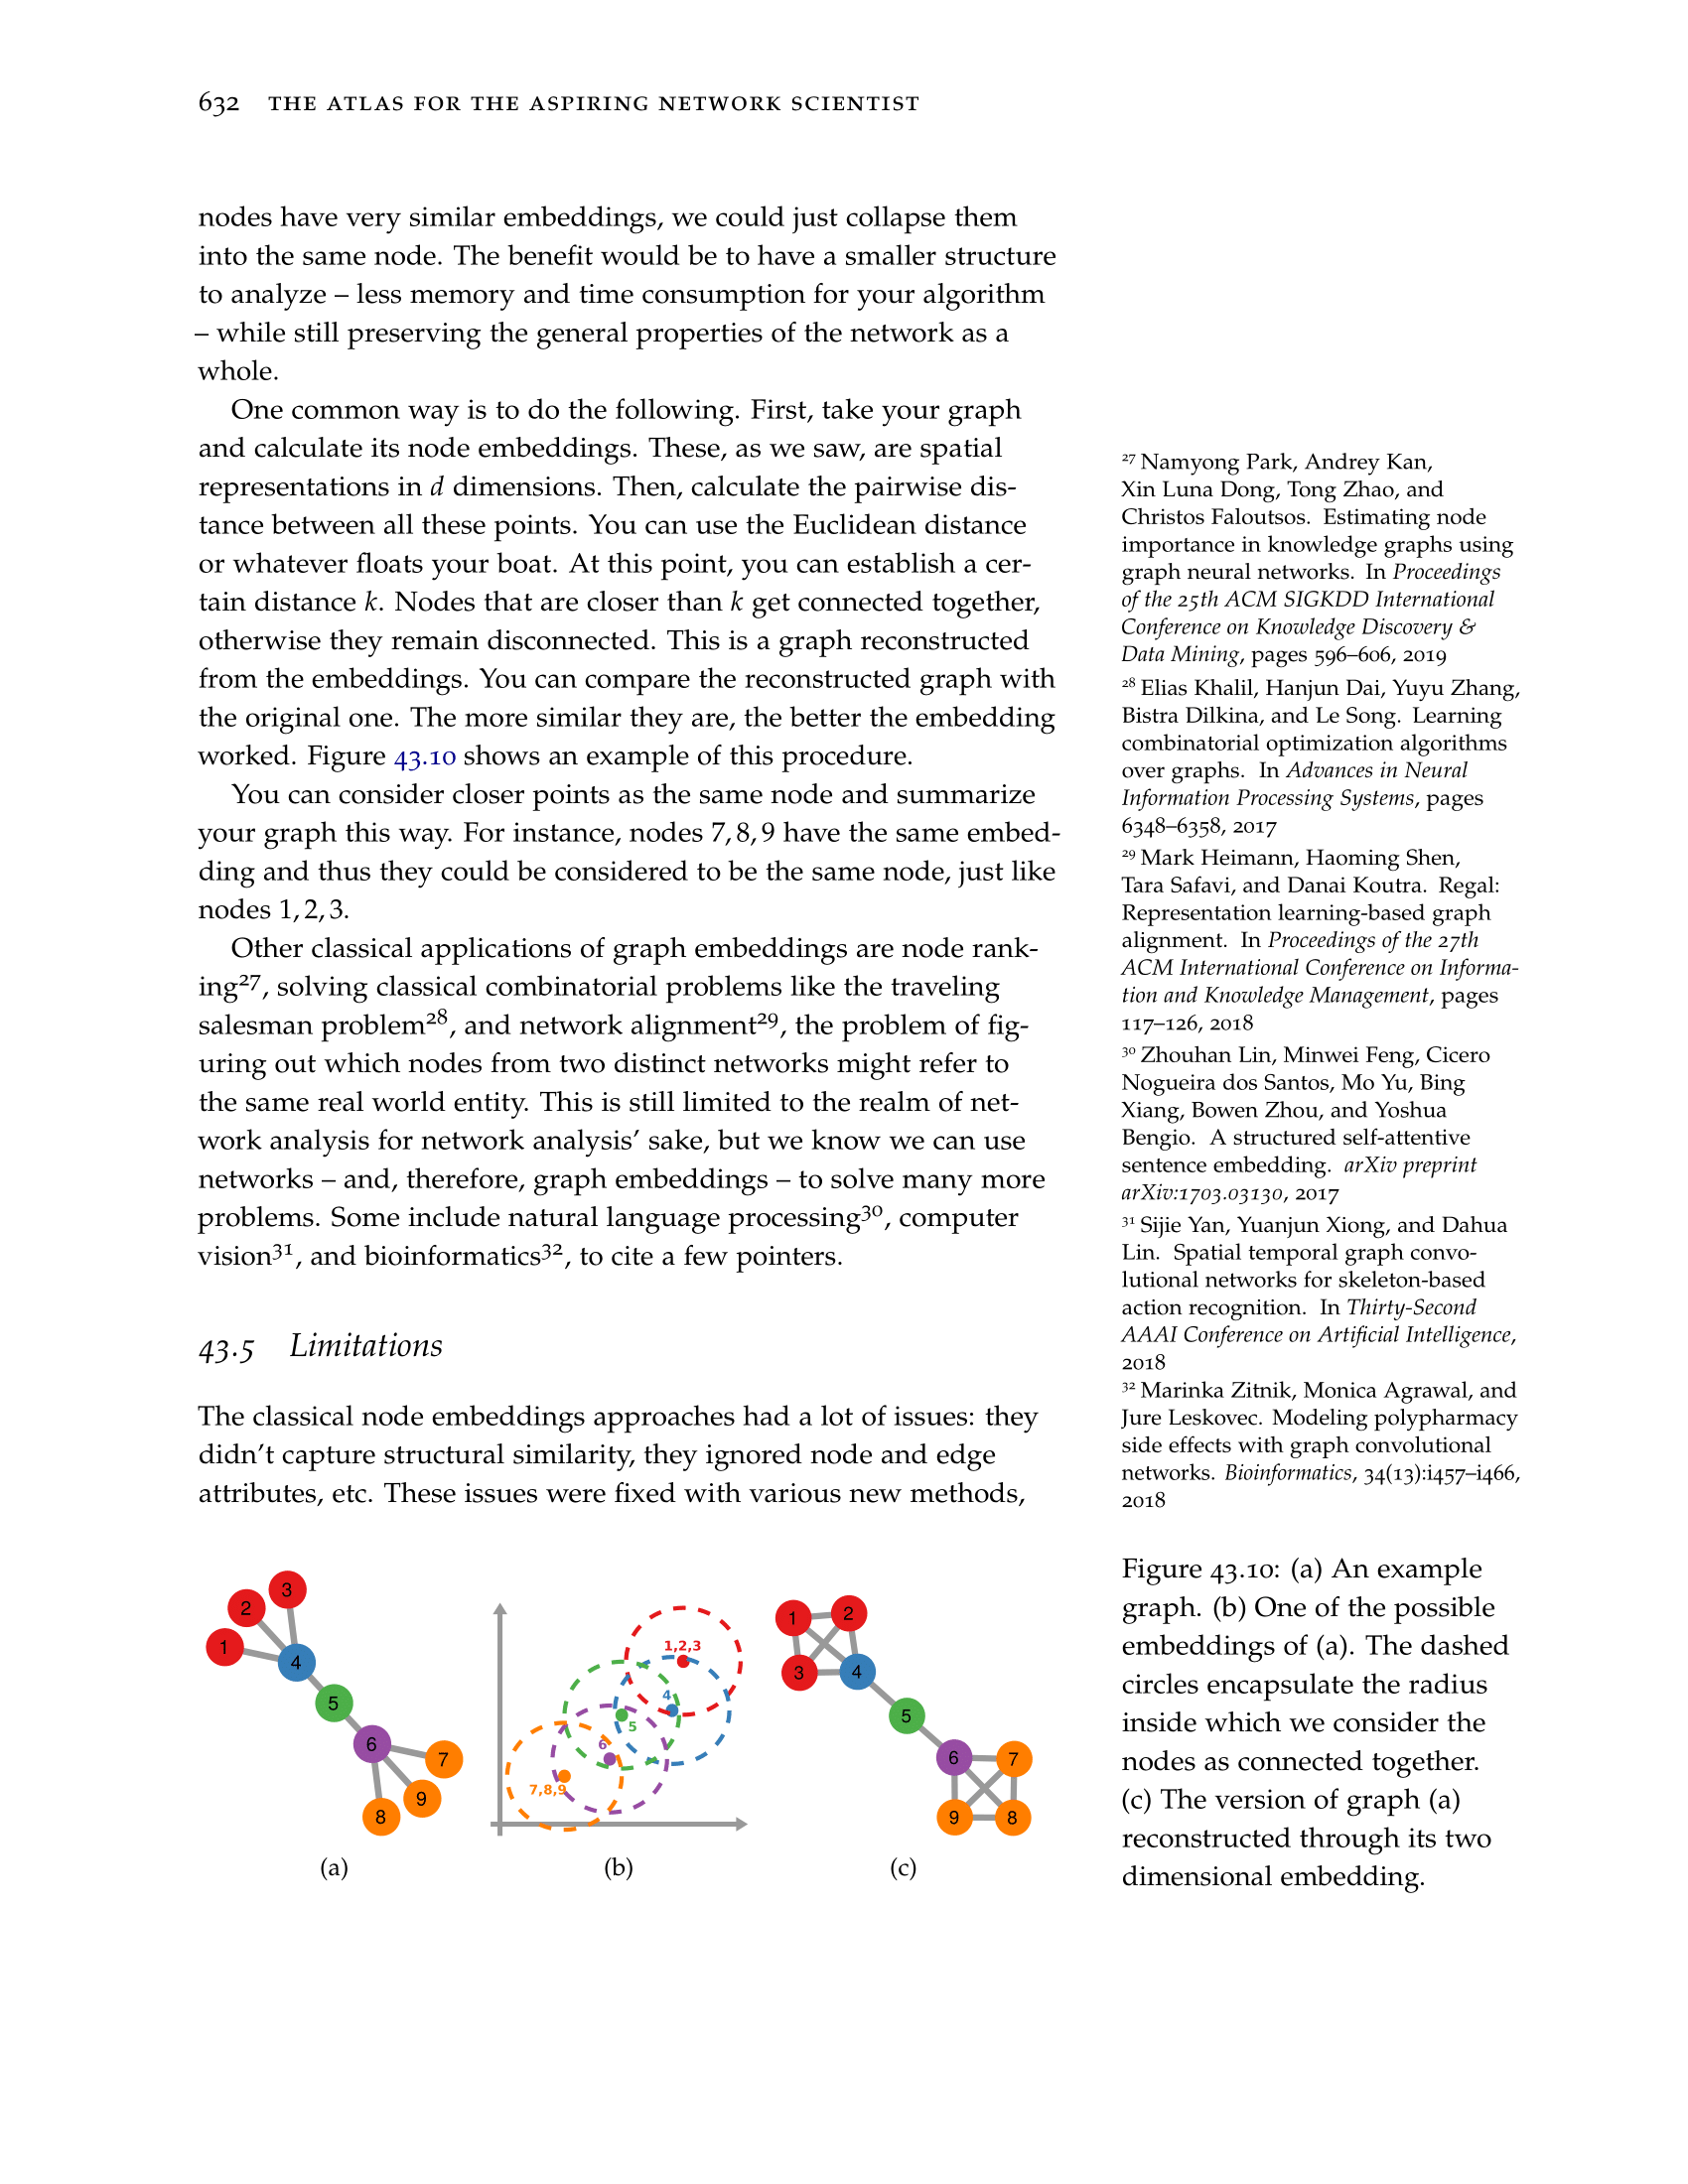 632 THE ATLAS FOR THE ASPIRING NETWORK SCIENTIST
nodes have very similar embeddings, we could just collapse them
into the same node. The benefit would be to have a smaller structure
to analyze – less memory and time consumption for your algorithm
– while still preserving the general properties of the network as a
whole.
One common way is to do the following. First, take your graph
and calculate its node embeddings. These, as we saw, are spatial
representations in d dimensions. Then, calculate the pairwise dis-
tance between all these points. You can use the Euclidean distance
or whatever floats your boat. At this point, you can establish a cer-
tain distance k. Nodes that are closer than k get connected together,
otherwise they remain disconnected. This is a graph reconstructed
from the embeddings. You can compare the reconstructed graph with
the original one. The more similar they are, the better the embedding
worked. Figure 43.10 shows an example of this procedure.
You can consider closer points as the same node and summarize
your graph this way. For instance, nodes 7, 8, 9 have the same embed-
ding and thus they could be considered to be the same node, just like
nodes 1, 2, 3.
Other classical applications of graph embeddings are node rank-
ing27, solving classical combinatorial problems like the traveling
salesman problem28, and network alignment29, the problem of fig-
uring out which nodes from two distinct networks might refer to
the same real world entity. This is still limited to the realm of net-
work analysis for network analysis’ sake, but we know we can use
networks – and, therefore, graph embeddings – to solve many more
problems. Some include natural language processing30, computer
vision31, and bioinformatics32, to cite a few pointers.
43.5 Limitations
The classical node embeddings approaches had a lot of issues: they
didn’t capture structural similarity, they ignored node and edge
attributes, etc. These issues were fixed with various new methods,
27 Namyong Park, Andrey Kan,
Xin Luna Dong, Tong Zhao, and
Christos Faloutsos. Estimating node
importance in knowledge graphs using
graph neural networks. In Proceedings
of the 25th ACM SIGKDD International
Conference on Knowledge Discovery &
Data Mining, pages 596–606, 2019
28 Elias Khalil, Hanjun Dai, Yuyu Zhang,
Bistra Dilkina, and Le Song. Learning
combinatorial optimization algorithms
over graphs. In Advances in Neural
Information Processing Systems, pages
6348–6358, 2017
29 Mark Heimann, Haoming Shen,
Tara Safavi, and Danai Koutra. Regal:
Representation learning-based graph
alignment. In Proceedings of the 27th
ACM International Conference on Informa-
tion and Knowledge Management, pages
117–126, 2018
30 Zhouhan Lin, Minwei Feng, Cicero
Nogueira dos Santos, Mo Yu, Bing
Xiang, Bowen Zhou, and Yoshua
Bengio. A structured self-attentive
sentence embedding. arXiv preprint
arXiv:1703.03130, 2017
31 Sijie Yan, Yuanjun Xiong, and Dahua
Lin. Spatial temporal graph convo-
lutional networks for skeleton-based
action recognition. In Thirty-Second
AAAI Conference on Artificial Intelligence,
2018
32 Marinka Zitnik, Monica Agrawal, and
Jure Leskovec. Modeling polypharmacy
side effects with graph convolutional
networks. Bioinformatics, 34(13):i457–i466,
2018
3
2
1
4
5
6
7
9
8
(a)
1,2,3
4
5
6
7,8,9
(b)
1
2
3
4
5
6
7
9
8
(c)
Figure 43.10: (a) An example
graph. (b) One of the possible
embeddings of (a). The dashed
circles encapsulate the radius
inside which we consider the
nodes as connected together.
(c) The version of graph (a)
reconstructed through its two
dimensional embedding.